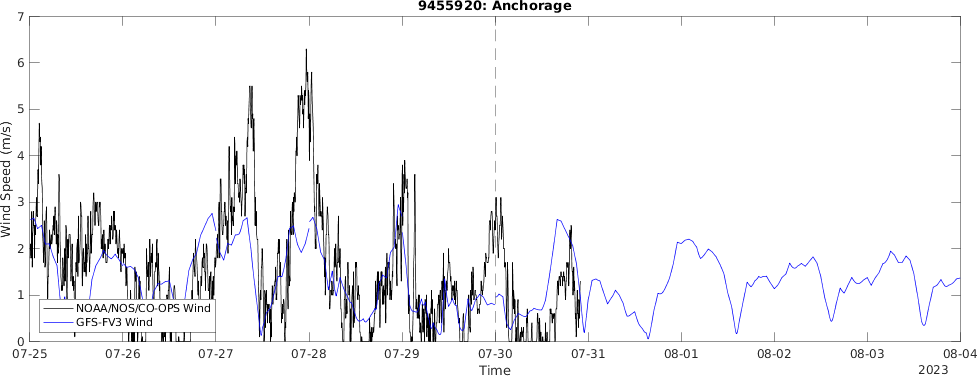 9455920: Anchorage
7
6
5
4
3
2
1
0
Wind Speed (m/s)
NOAA/NOS/CO-OPS Wind
GFS-FV3 Wind
07-25 07-26 07-27 07-28 07-29 07-30 07-31 08-01 08-02 08-03 08-04
Time
2023